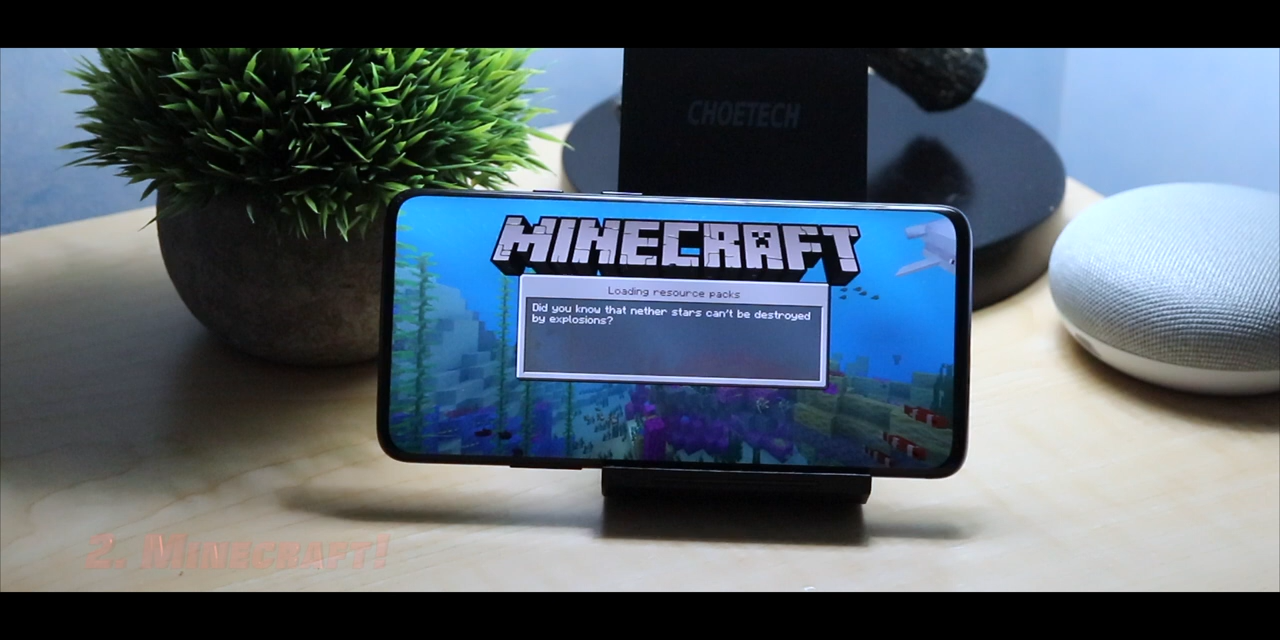 CHOETECH
MINECRAFT
Loading resource packs
Did you know that nether stars can't be destroyed
by explosions?
2. MINECRAFT!